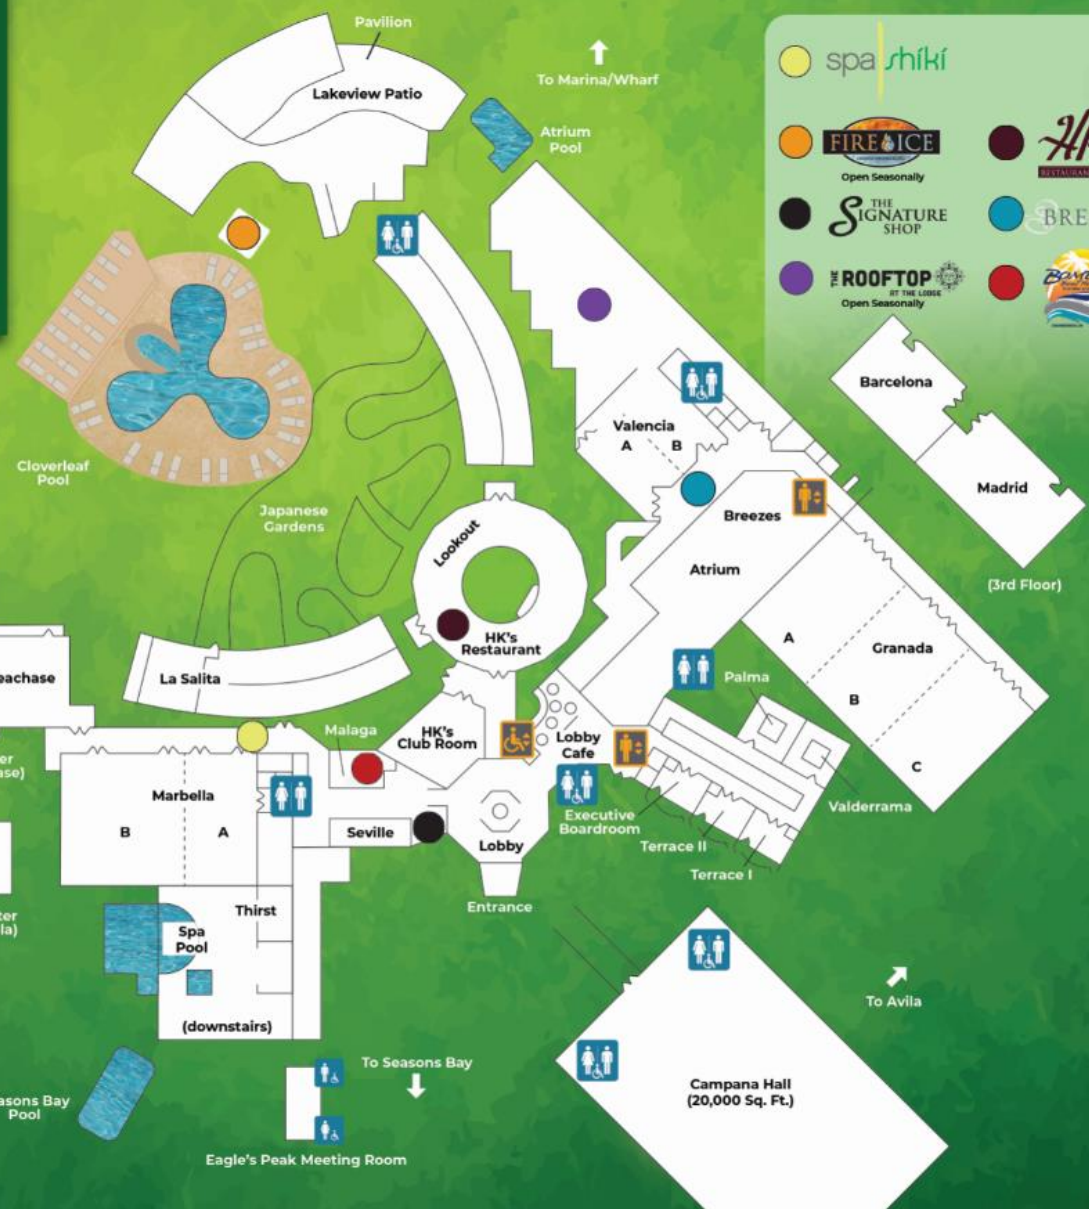 Pavilion
Lakeview Patio
To Marina/Wharf
Atrium
Pool
spa shíkí
FIRE ICE
Open Seasonally
THE
SIGNATURE
SHOP
THE ROOFTOP
AT THE LODGE
Open Seasonally
Barcelona
Madrid
(3rd Floor)
Valencia
A B
Breezes
Atrium
Cloverleaf
Pool
Japanese
Gardens
Lookout
HK's
Restaurant
A
Granada
B
C
Palma
Valderrama
La Salita
Malaga
HK's
Club Room
Lobby
Cafe
Executive
Boardroom
Terrace II
Terrace I
Marbella
B A
Seville
Lobby
Entrance
Thirst
Spa
Pool
(downstairs)
To Avila
To Seasons Bay
Campana Hall
(20,000 Sq. Ft.)
Pool
Eagle's Peak Meeting Room